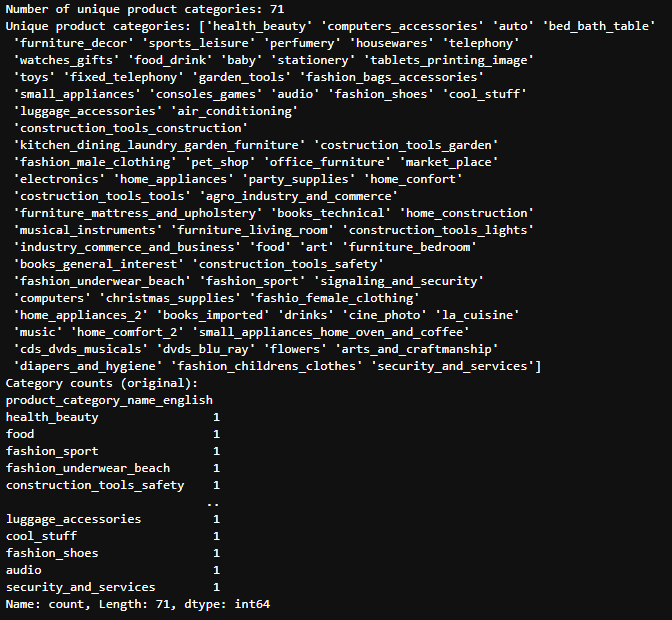 Number of unique product categories: 71
Unique product categories: ['health_beauty' 'computers_accessories' 'auto' 'bed_bath_table'
 'furniture_decor' 'sports_leisure' 'perfumery' 'housewares' 'telephony'
 'watches_gifts' 'food_drink' 'baby' 'stationery' 'tablets_printing_image'
 'toys' 'fixed_telephony' 'garden_tools' 'fashion_bags_accessories'
 'small_appliances' 'consoles_games' 'audio' 'fashion_shoes' 'cool_stuff'
 'luggage_accessories' 'air_conditioning'
 'construction_tools_construction'
 'kitchen_dining_laundry_garden_furniture' 'costruction_tools_garden'
 'fashion_male_clothing' 'pet_shop' 'office_furniture' 'market_place'
 'electronics' 'home_appliances' 'party_supplies' 'home_confort'
 'costruction_tools_tools' 'agro_industry_and_commerce'
 'furniture_mattress_and_upholstery' 'books_technical' 'home_construction'
 'musical_instruments' 'furniture_living_room' 'construction_tools_lights'
 'industry_commerce_and_business' 'food' 'art' 'furniture_bedroom'
 'books_general_interest' 'construction_tools_safety'
 'fashion_underwear_beach' 'fashion_sport' 'signaling_and_security'
 'computers' 'christmas_supplies' 'fashio_female_clothing'
 'home_appliances_2' 'books_imported' 'drinks' 'cine_photo' 'la_cuisine'
 'music' 'home_comfort_2' 'small_appliances_home_oven_and_coffee'
 'cds_dvds_musicals' 'dvds_blu_ray' 'flowers' 'arts_and_craftmanship'
 'diapers_and_hygiene' 'fashion_childrens_clothes' 'security_and_services']
Category counts (original):
product_category_name_english
health_beauty                1
food                         1
fashion_sport                1
fashion_underwear_beach      1
construction_tools_safety    1
                            ..
luggage_accessories          1
cool_stuff                   1
fashion_shoes                1
audio                        1
security_and_services        1
Name: count, Length: 71, dtype: int64